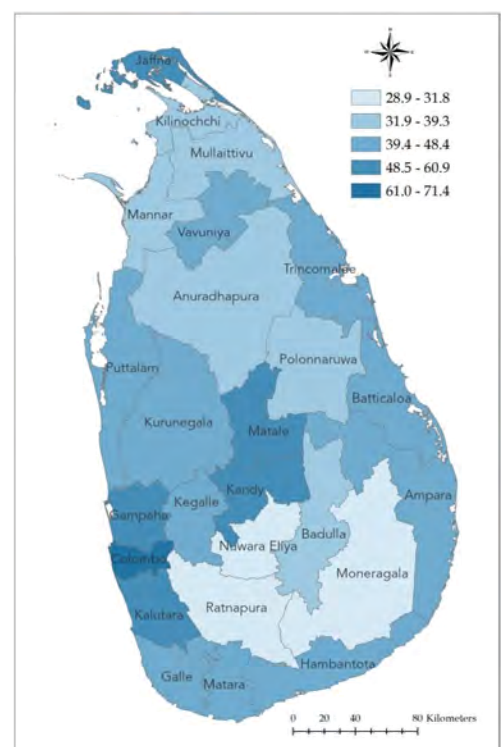 Jaffna
28.9 - 31.8
31.9 - 39.3
39.4 - 48.4
48.5 - 60.9
61.0 - 71.4
Kilinochchi
Mullaittivu
Mannar
Vavuniya
Trincomalee
Anuradhapura
Polonnaruwa
Puttalam
Batticaloa
Kurunegala
Matale
Kandy
Kegalle
Ampara
Gampaha
Badulla
Nuwara Eliya
Colombo
Moneragala
Ratnapura
Kalutara
Hambantota
Galle
Matara
0 20 40 80 Kilometers